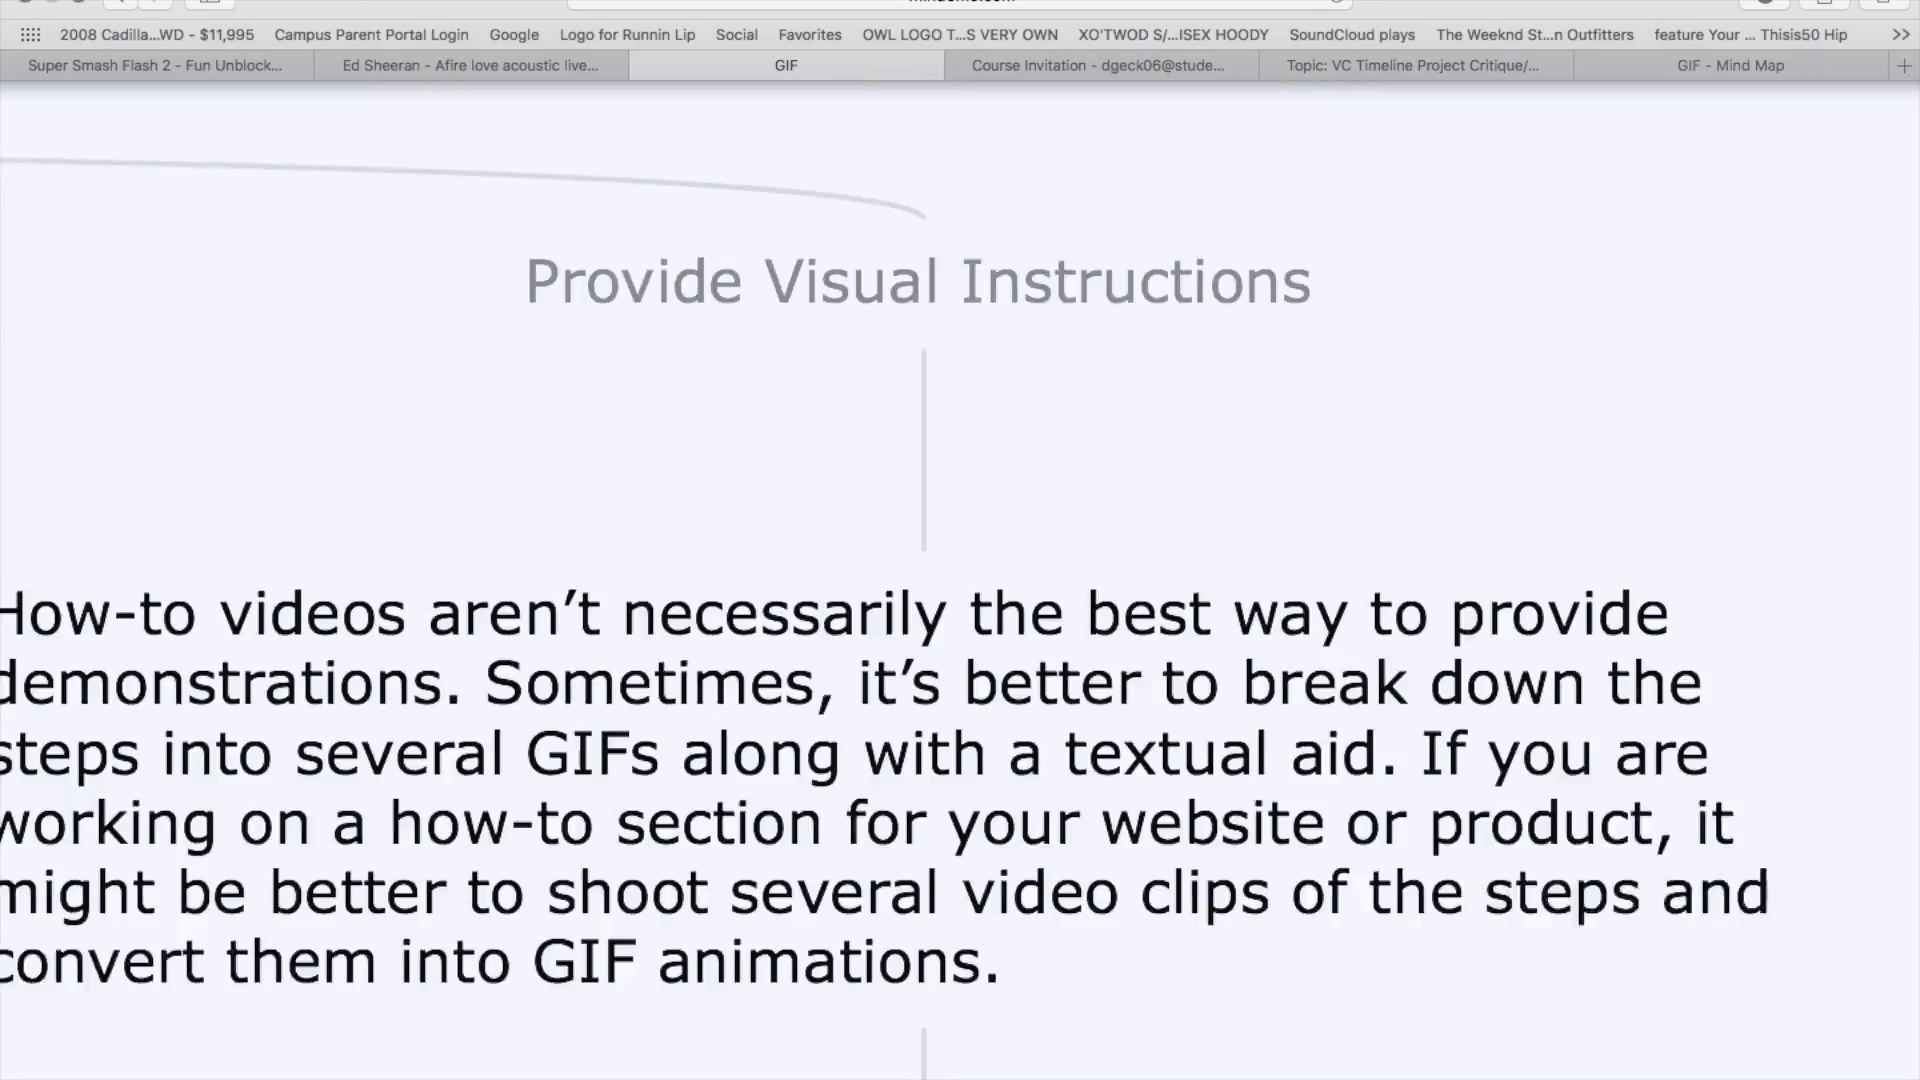 2008 Cadilla...WD - $11,995 Campus Parent Portal Login Google Logo for Runnin Lip Social Favorites OWL LOGO T...S VERY OWN XO'TWOD S/...ISEX HOODY SoundCloud plays The Weeknd St...n Outfitters feature Your ... Thisis50 Hip >>
Super Smash Flash 2 - Fun Unblock... Ed Sheeran - Afire love acoustic live... GIF Course Invitation - dgeck06@stude... Topic: VC Timeline Project Critique/... GIF - Mind Map +
Provide Visual Instructions
How-to videos aren’t necessarily the best way to provide
demonstrations. Sometimes, it’s better to break down the
steps into several GIFs along with a textual aid. If you are
working on a how-to section for your website or product, it
might be better to shoot several video clips of the steps and
convert them into GIF animations.